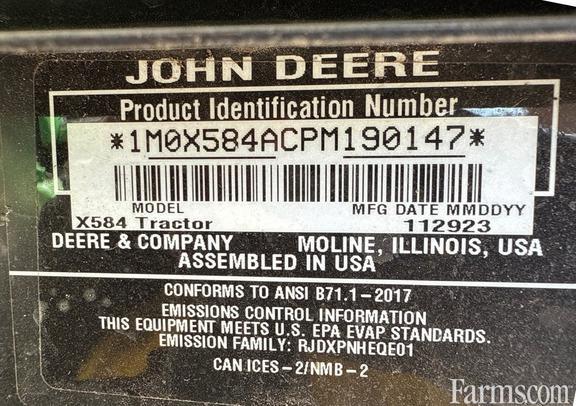 JOHN DEERE
Product Identification Number
*1M0X584ACPM190147*
MODEL MFG DATE MMDDYY
X584 Tractor 112923
DEERE & COMPANY MOLINE, ILLINOIS, USA
ASSEMBLED IN USA
CONFORMS TO ANSI B71.1-2017
EMISSIONS CONTROL INFORMATION
THIS EQUIPMENT MEETS U.S. EPA EVAP STANDARDS.
EMISSION FAMILY: RJDXPNHEQE01
CAN ICES-2/NMB-2
Farms.com